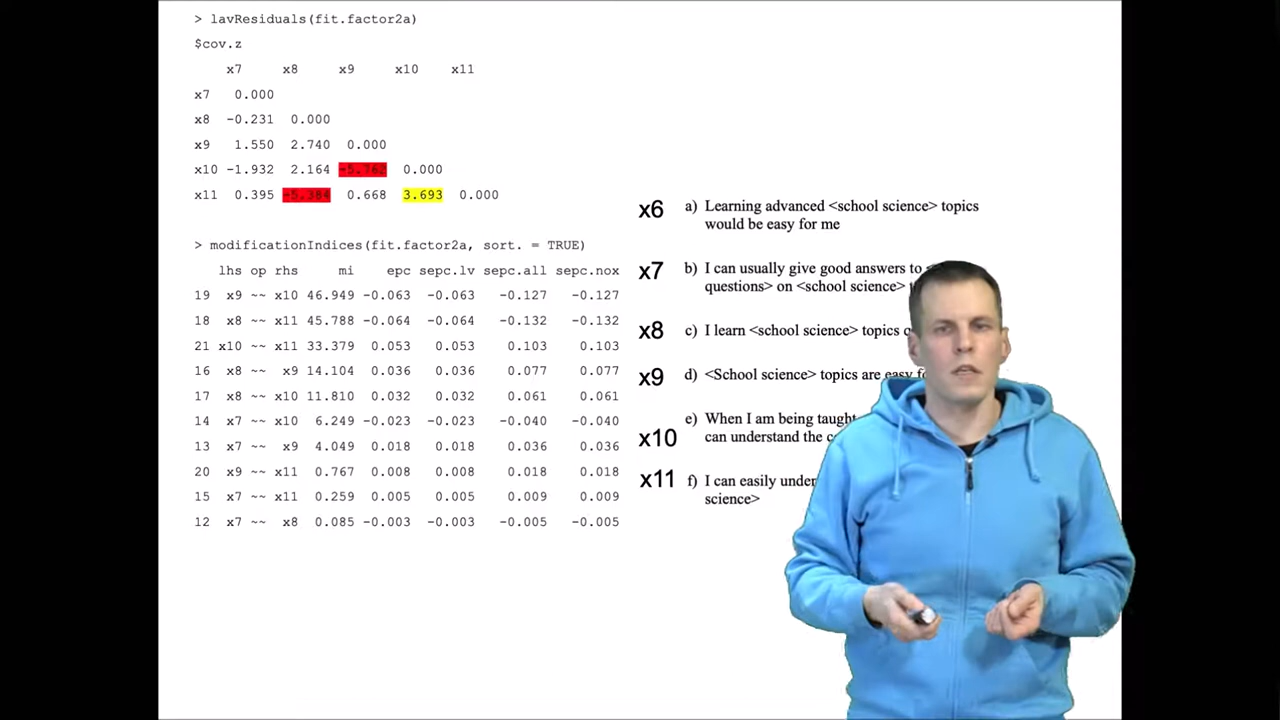 > lavResiduals(fit.factor2a)
$cov.z
x7 x8 x9 x10 x11
x7 0.000
x8 -0.231 0.000
x9 1.550 2.740 0.000
x10 -1.932 2.164 -5.762 0.000
x11 0.395 -5.384 0.668 3.693 0.000
> modificationIndices(fit.factor2a, sort. = TRUE)
lhs op rhs mi epc sepc.lv sepc.all sepc.nox
19 x9 ~~ x10 46.949 -0.063 -0.063 -0.127 -0.127
18 x8 ~~ x11 45.788 -0.064 -0.064 -0.132 -0.132
21 x10 ~~ x11 33.379 0.053 0.053 0.103 0.103
16 x8 ~~ x9 14.104 0.036 0.036 0.077 0.077
17 x8 ~~ x10 11.810 0.032 0.032 0.061 0.061
14 x7 ~~ x10 6.249 -0.023 -0.023 -0.040 -0.040
13 x7 ~~ x9 4.049 0.018 0.018 0.036 0.036
20 x9 ~~ x11 0.767 0.008 0.008 0.018 0.018
15 x7 ~~ x11 0.259 0.005 0.005 0.009 0.009
12 x7 ~~ x8 0.085 -0.003 -0.003 -0.005 -0.005
x6 a) Learning advanced <school science> topics
would be easy for me
x7 b) I can usually give good answers to
questions> on <school science>
x8 c) I learn <school science> topics
x9 d) <School science> topics are easy
x10 e) When I am being taught
can understand the
x11 f) I can easily
science>